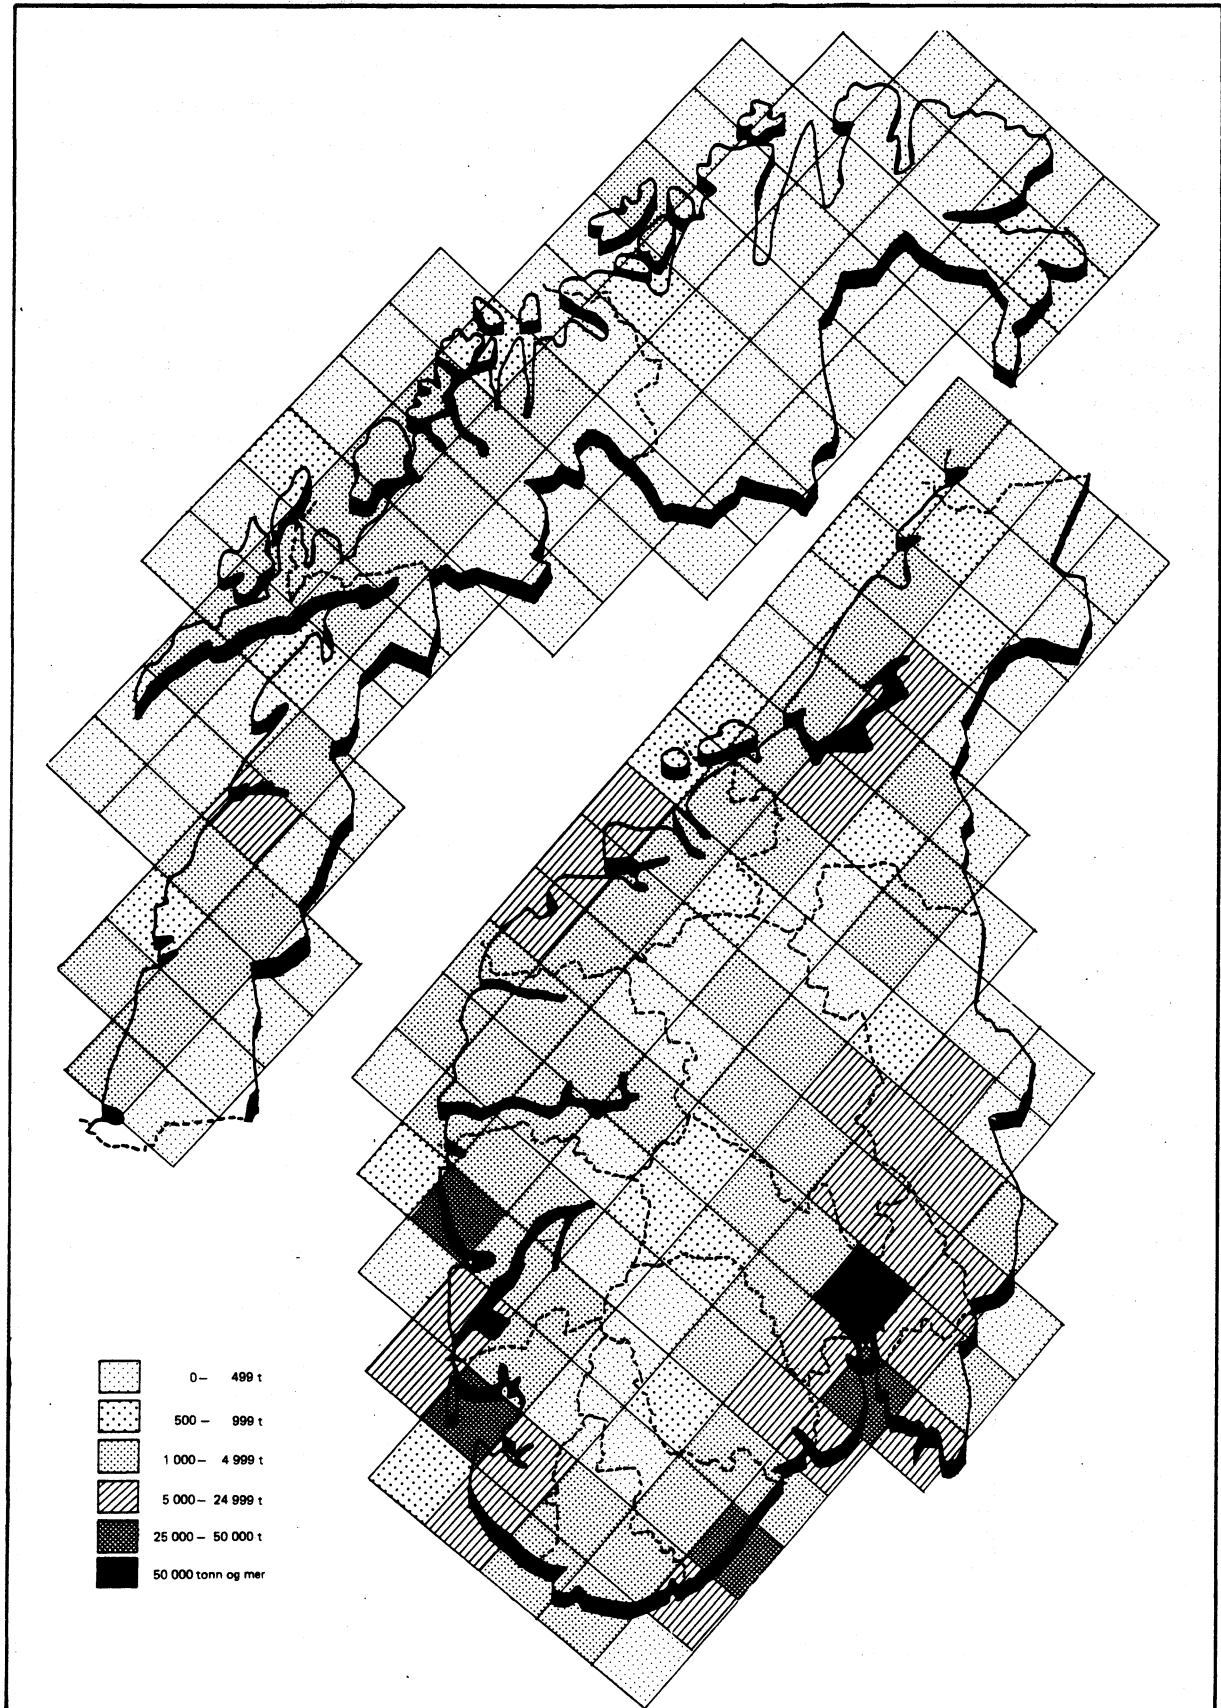 0– 499 t
500 – 999 t
1 000 – 4 999 t
5 000 – 24 999 t
25 000 – 50 000 t
50 000 tonn og mer